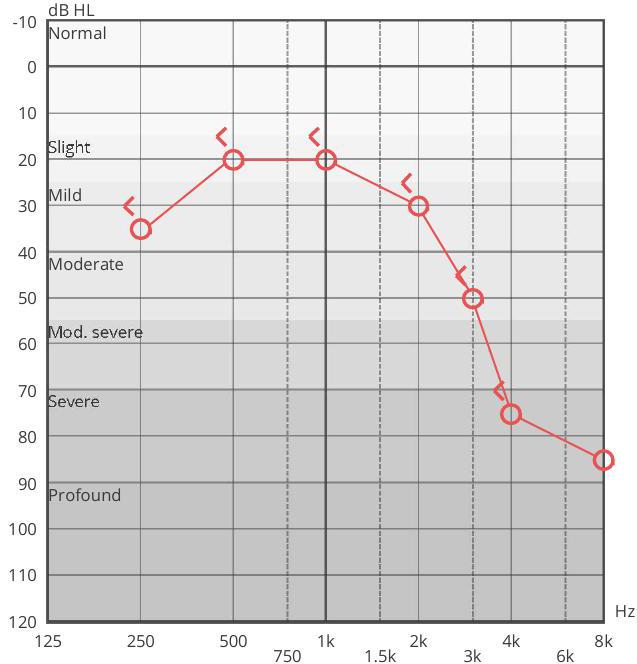 dB HL
-10
Normal
0
10
Slight
20
Mild
30
40
Moderate
50
Mod. severe
60
70
Severe
80
90
Profound
100
110
120
Hz
125 250 500 1k 2k 4k 8k
750 1.5k 3k 6k